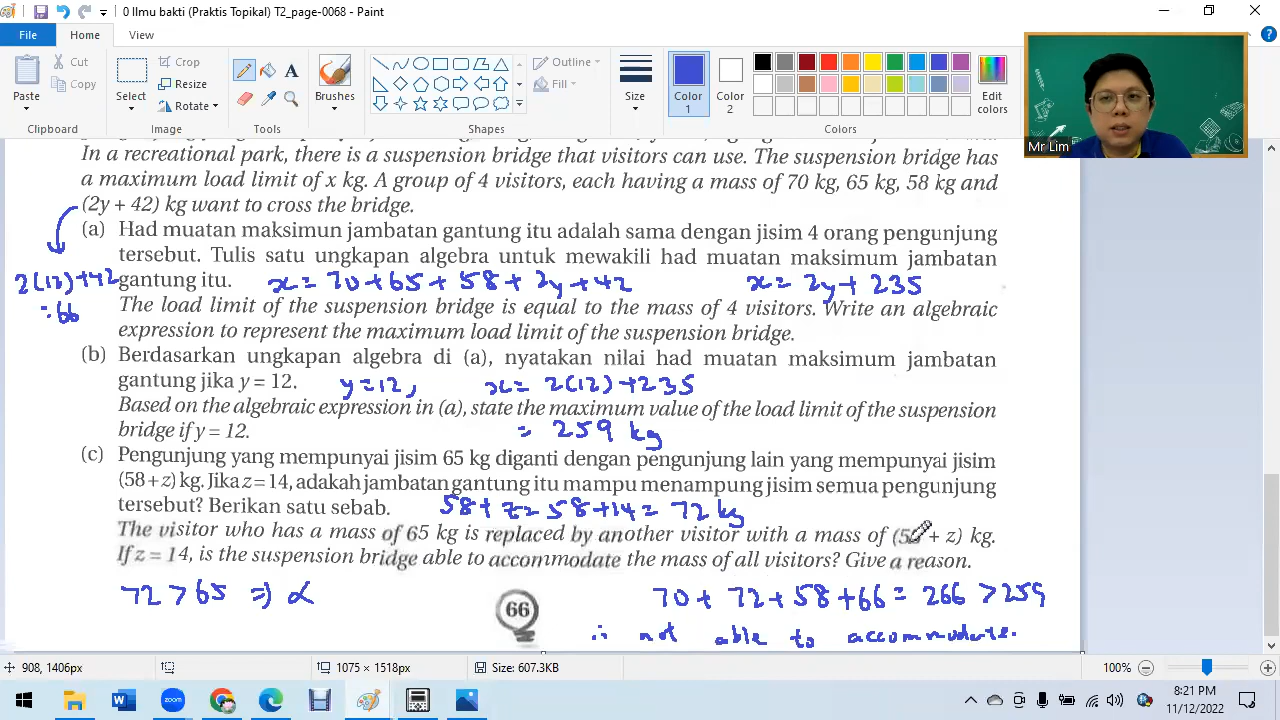 0 Ilmu bakti (Praktis Topikal) T2_page-0068 - Paint
File Home View
Paste Cut Copy Select Crop Resize Rotate A Brushes Outline Fill Size Color 1 Color 2 Edit colors
Clipboard Image Tools Shapes Colors
Mr Lim
In a recreational park, there is a suspension bridge that visitors can use. The suspension bridge has
a maximum load limit of x kg. A group of 4 visitors, each having a mass of 70 kg, 65 kg, 58 kg and
(2y + 42) kg want to cross the bridge.
(a) Had muatan maksimun jambatan gantung itu adalah sama dengan jisim 4 orang pengunjung
tersebut. Tulis satu ungkapan algebra untuk mewakili had muatan maksimum jambatan
2(12)+42 gantung itu. x = 70+65+58+2y+42 x = 2y+235
= 66
The load limit of the suspension bridge is equal to the mass of 4 visitors. Write an algebraic
expression to represent the maximum load limit of the suspension bridge.
(b) Berdasarkan ungkapan algebra di (a), nyatakan nilai had muatan maksimum jambatan
gantung jika y = 12. y = 12, x = 2(12)+235
Based on the algebraic expression in (a), state the maximum value of the load limit of the suspension
bridge if y = 12. = 259 kg
(c) Pengunjung yang mempunyai jisim 65 kg diganti dengan pengunjung lain yang mempunyai jisim
(58 + z) kg. Jika z = 14, adakah jambatan gantung itu mampu menampung jisim semua pengunjung
tersebut? Berikan satu sebab. 58+z = 58+14 = 72 kg
The visitor who has a mass of 65 kg is replaced by another visitor with a mass of (58 + z) kg.
If z = 14, is the suspension bridge able to accommodate the mass of all visitors? Give a reason.
72 > 65 ⇒ 70 + 72 + 58 + 66 = 266 > 259
66
∴ not able to accommodate.
908, 1406px 1075 × 1518px Size: 607.3KB 100%
zoom
8:21 PM
11/12/2022